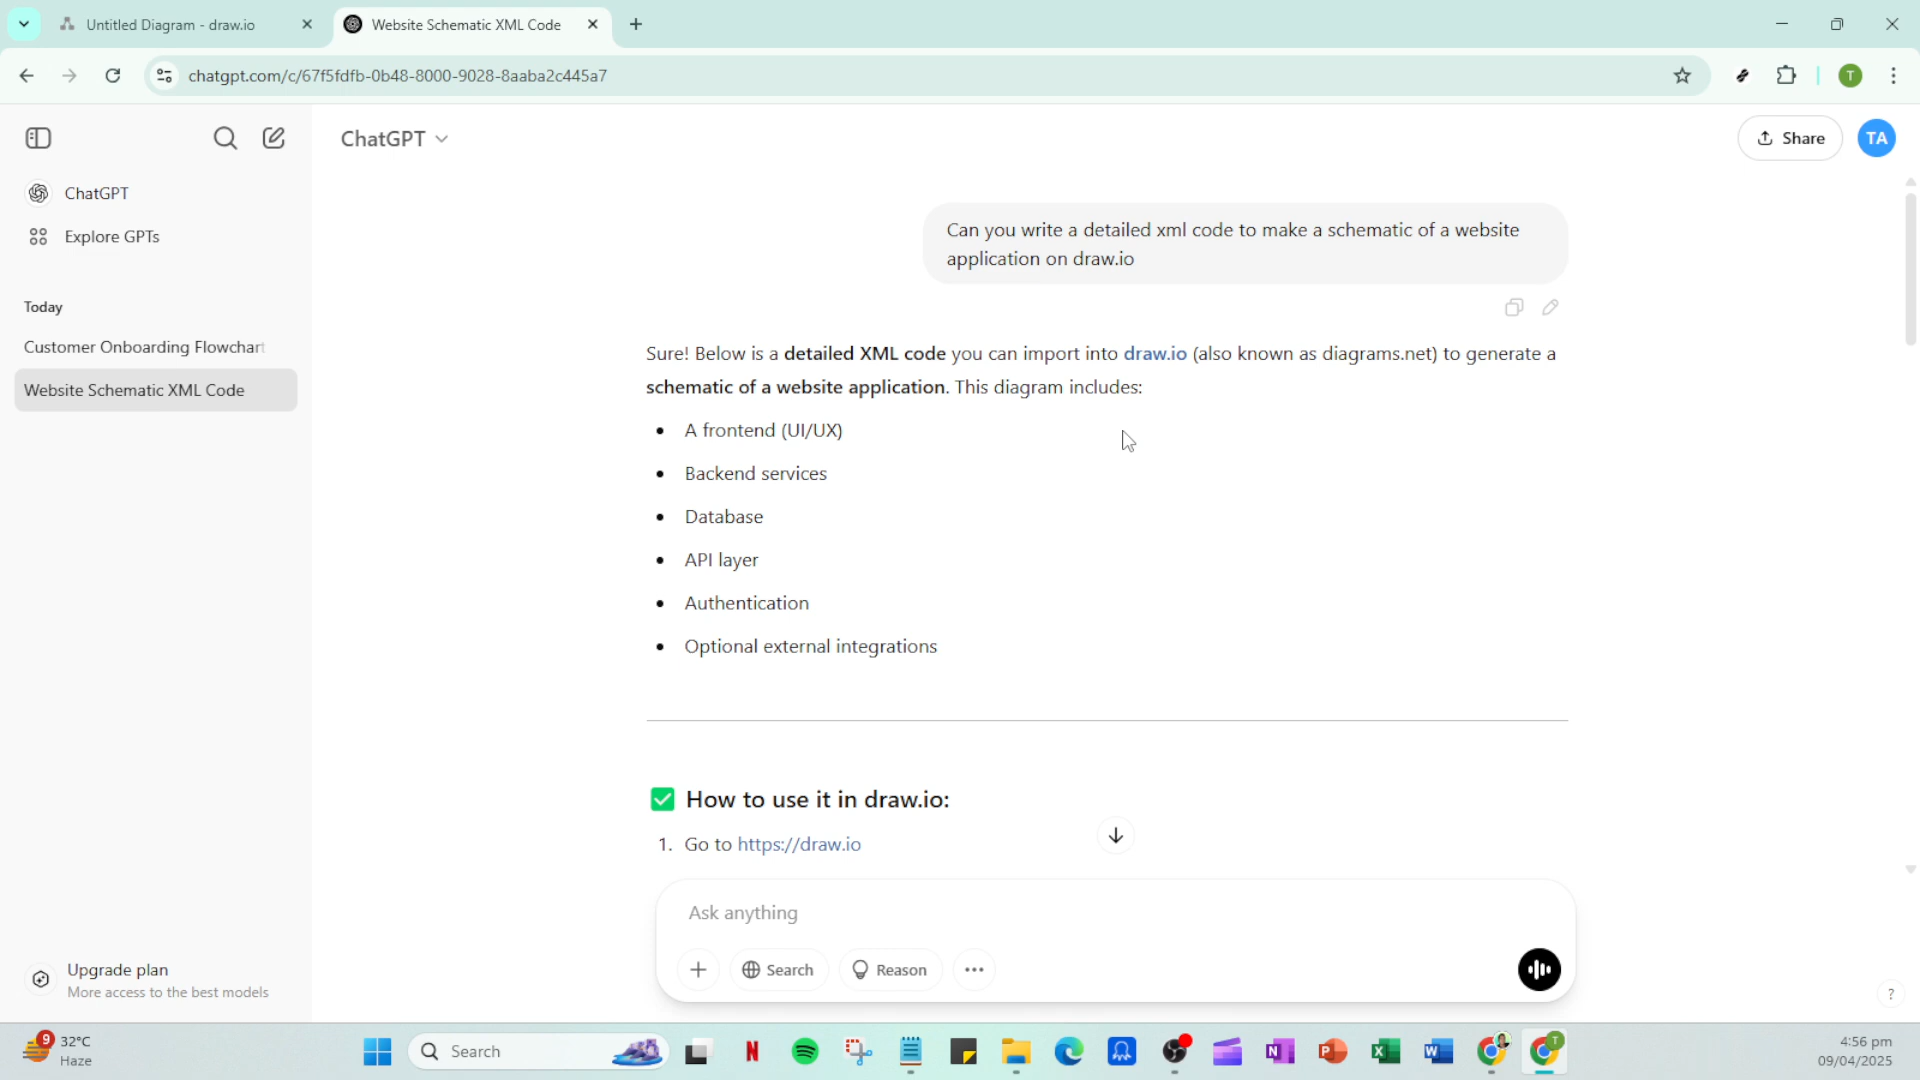 Untitled Diagram - draw.io
Website Schematic XML Code
chatgpt.com/c/67f5fdfb-0b48-8000-9028-8aaba2c445a7
T
ChatGPT
Share
TA
ChatGPT
Explore GPTs
Today
Customer Onboarding Flowchart
Website Schematic XML Code
Can you write a detailed xml code to make a schematic of a website
application on draw.io
Sure! Below is a detailed XML code you can import into draw.io (also known as diagrams.net) to generate a
schematic of a website application. This diagram includes:
• A frontend (UI/UX)
• Backend services
• Database
• API layer
• Authentication
• Optional external integrations
How to use it in draw.io:
1. Go to https://draw.io
Ask anything
Search
Reason
Upgrade plan
More access to the best models
?
9
32°C
Haze
Search
N
N
P
X
W
T
4:56 pm
09/04/2025